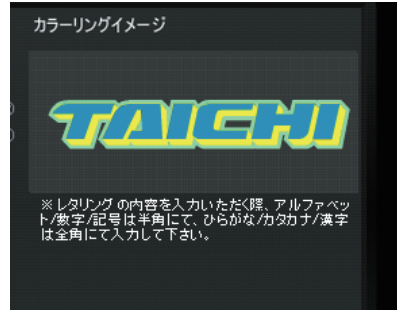 カラーリングイメージ
TAICHI
※レタリングの内容を入力いただく際、アルファベッ
ト/数字/記号は半角にて、ひらがな/カタカナ/漢字
は全角にて入力して下さい。